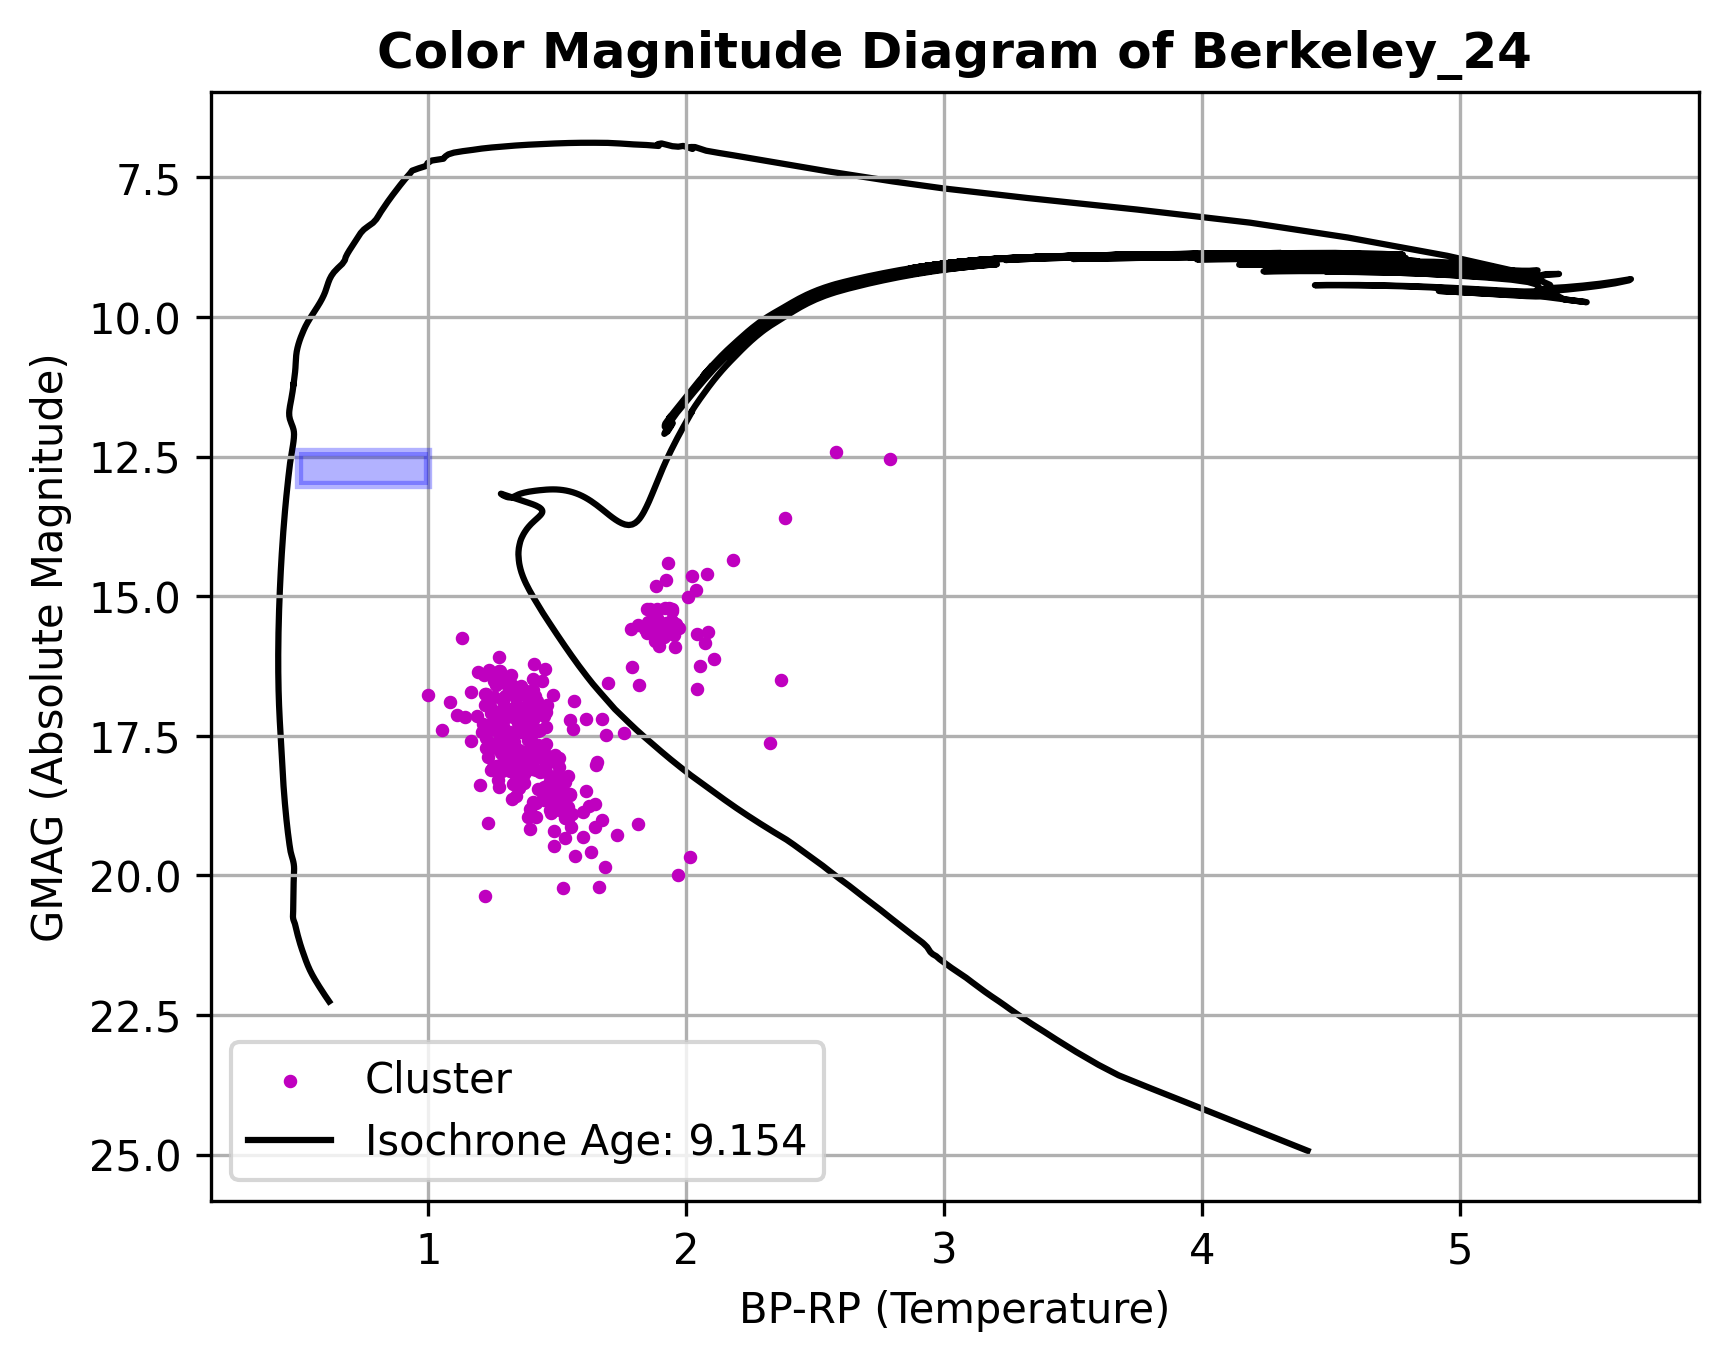 Color Magnitude Diagram of Berkeley_24
GMAG (Absolute Magnitude)
7.5
10.0
12.5
15.0
17.5
20.0
22.5
25.0
Cluster
Isochrone Age: 9.154
1 2 3 4 5
BP-RP (Temperature)